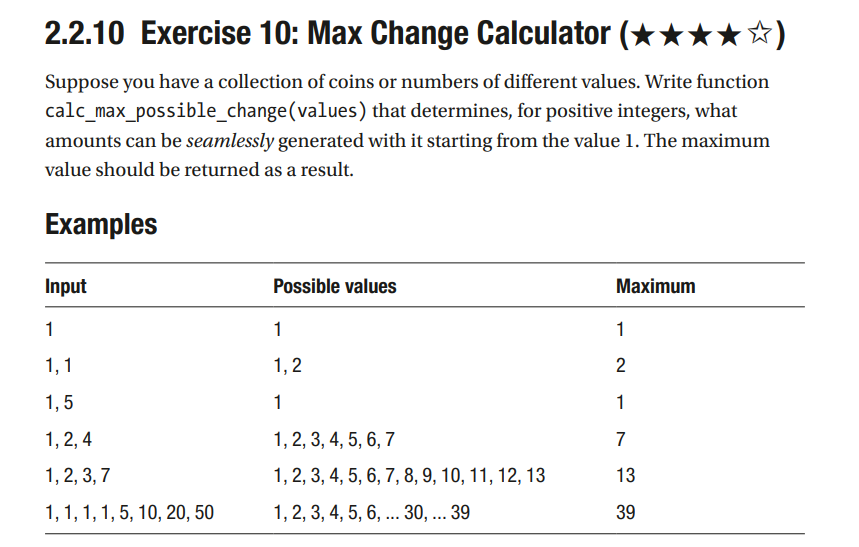 2.2.10 Exercise 10: Max Change Calculator (★★★★☆)
Suppose you have a collection of coins or numbers of different values. Write function
calc_max_possible_change(values) that determines, for positive integers, what
amounts can be seamlessly generated with it starting from the value 1. The maximum
value should be returned as a result.
Examples
Input Possible values Maximum
1 1 1
1, 1 1, 2 2
1, 5 1 1
1, 2, 4 1, 2, 3, 4, 5, 6, 7 7
1, 2, 3, 7 1, 2, 3, 4, 5, 6, 7, 8, 9, 10, 11, 12, 13 13
1, 1, 1, 1, 5, 10, 20, 50 1, 2, 3, 4, 5, 6, ... 30, ... 39 39